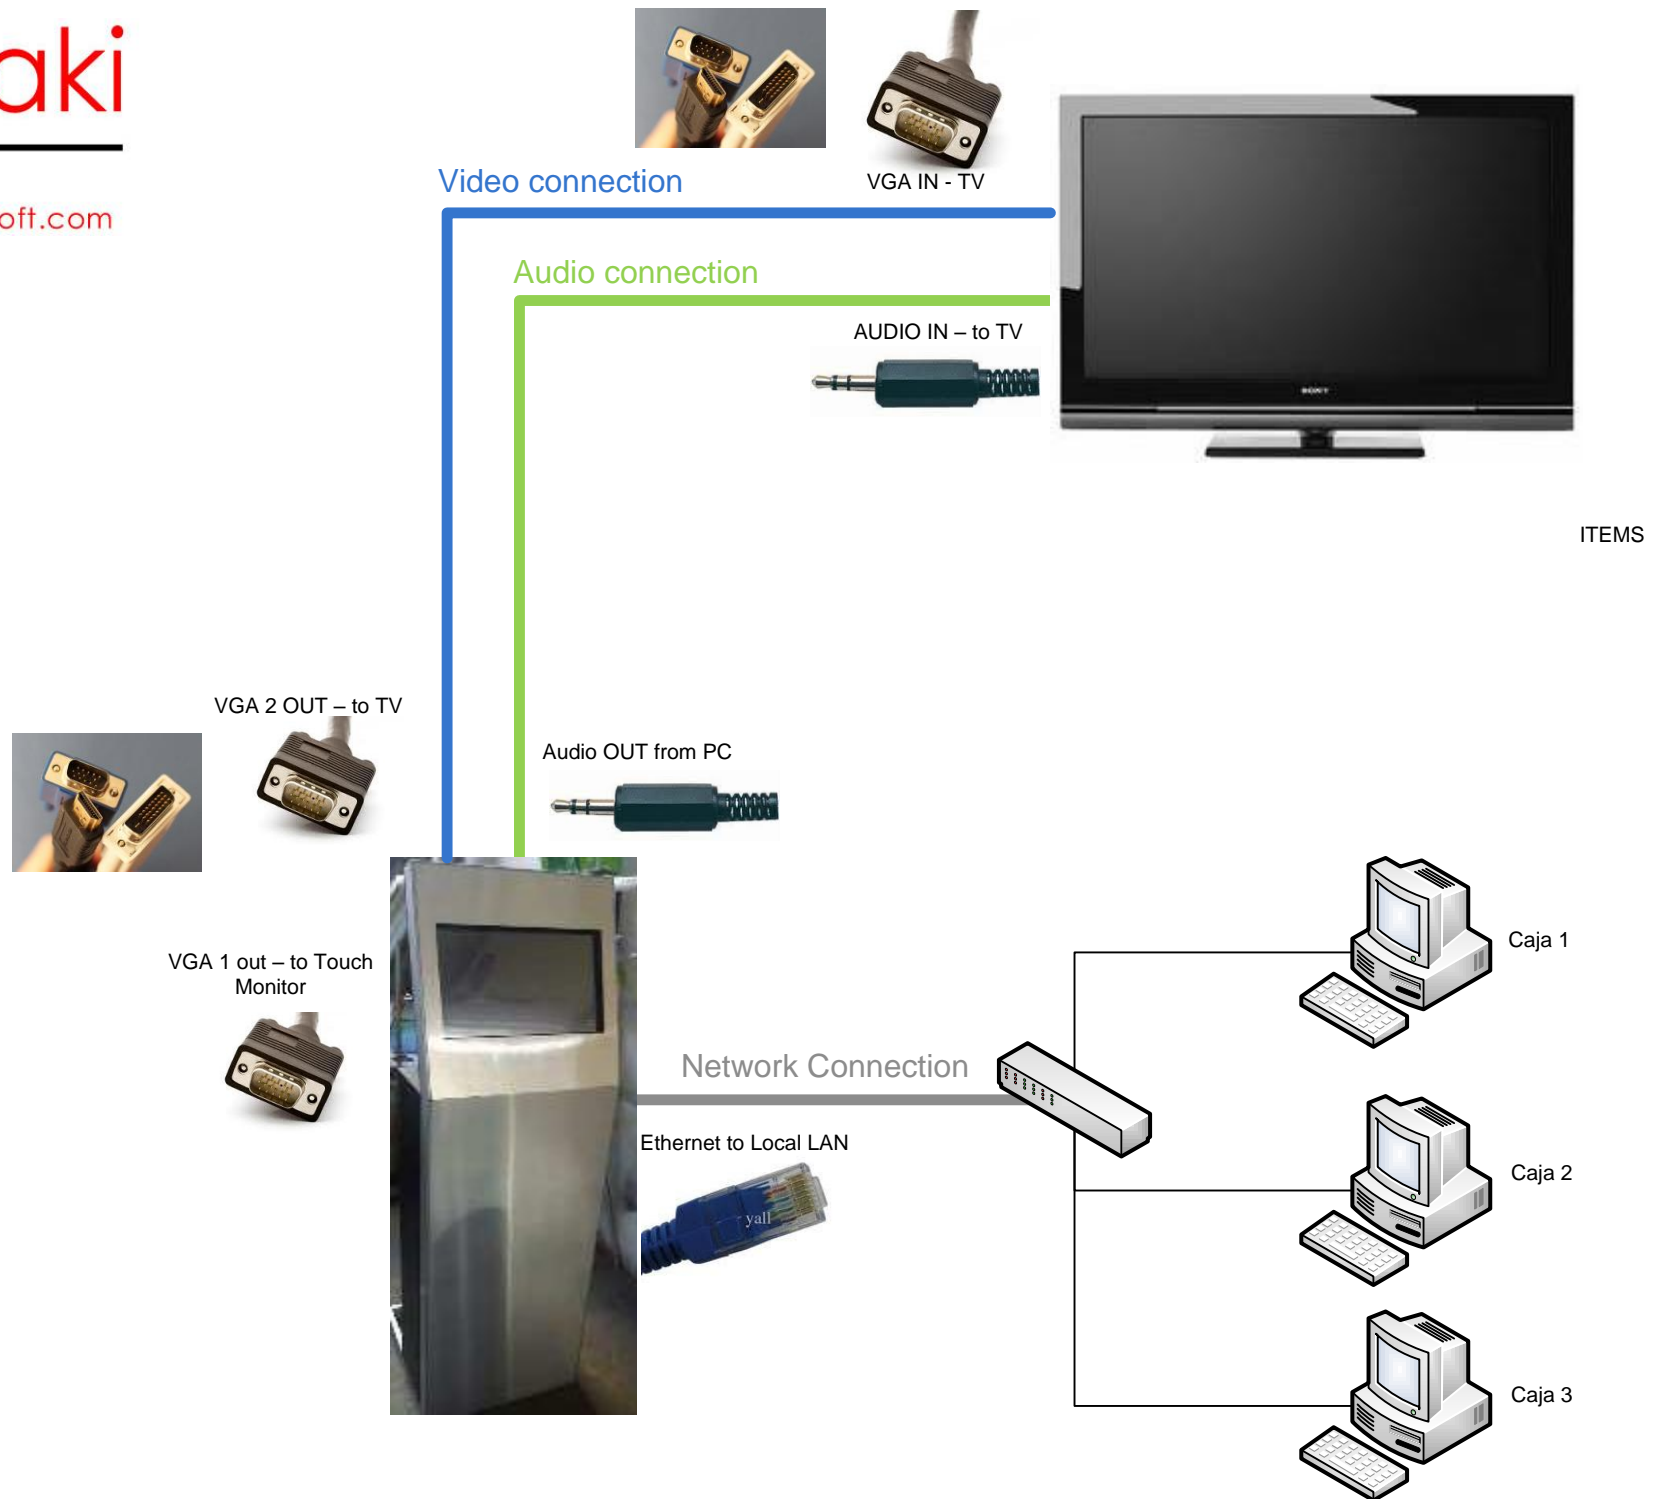 aki
oft.com
VGA IN - TV
Video connection
Audio connection
AUDIO IN – to TV
SONY
ITEMS
VGA 2 OUT – to TV
Audio OUT from PC
VGA 1 out – to Touch
Monitor
Network Connection
Ethernet to Local LAN
yall
Caja 1
Caja 2
Caja 3